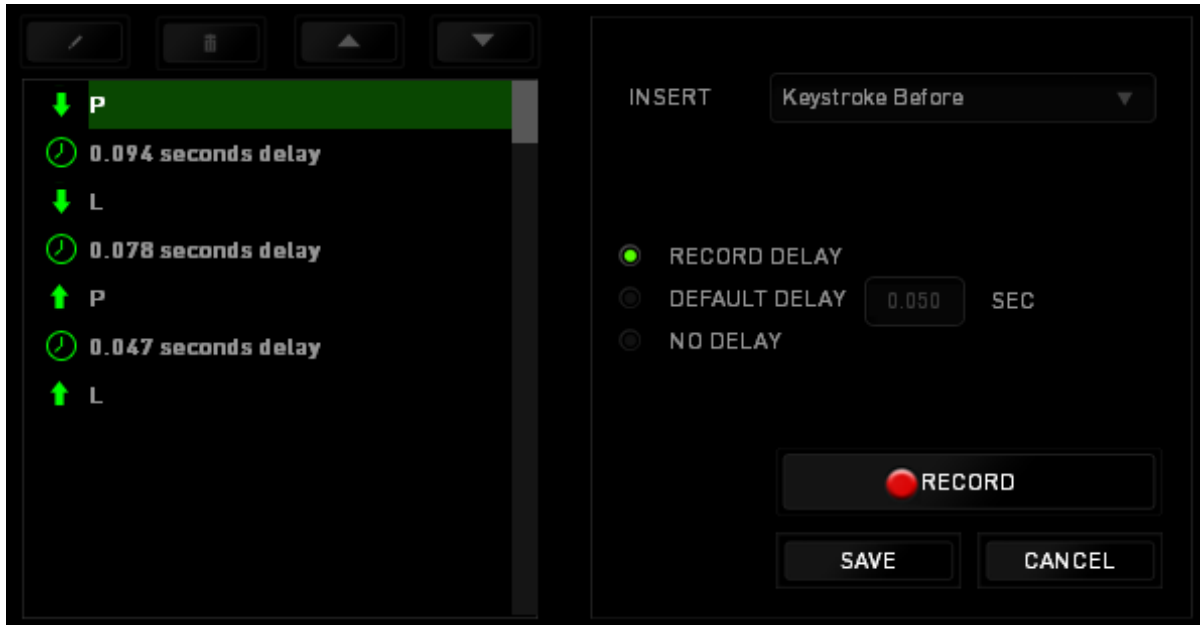 P
0.094 seconds delay
L
0.078 seconds delay
P
0.047 seconds delay
L
INSERT Keystroke Before
RECORD DELAY
DEFAULT DELAY 0.050 SEC
NO DELAY
RECORD
SAVE CANCEL